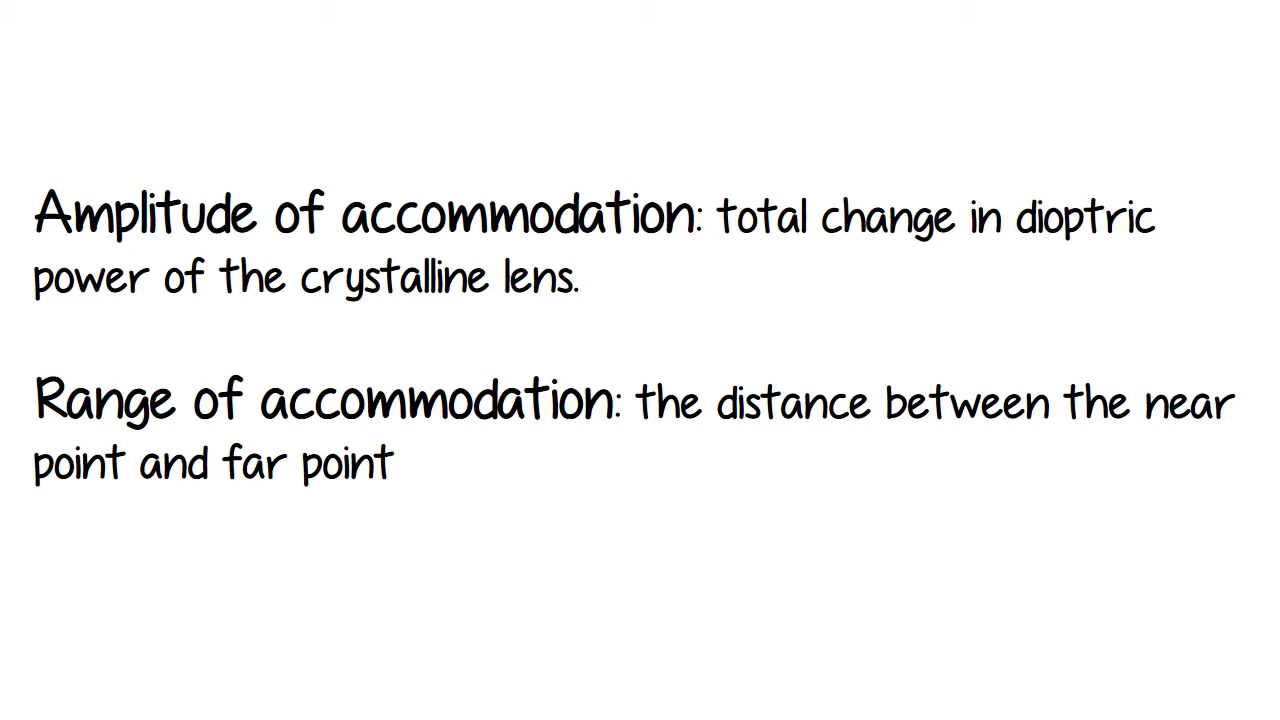 Amplitude of accommodation: total change in dioptric
power of the crystalline lens.
Range of accommodation: the distance between the near
point and far point